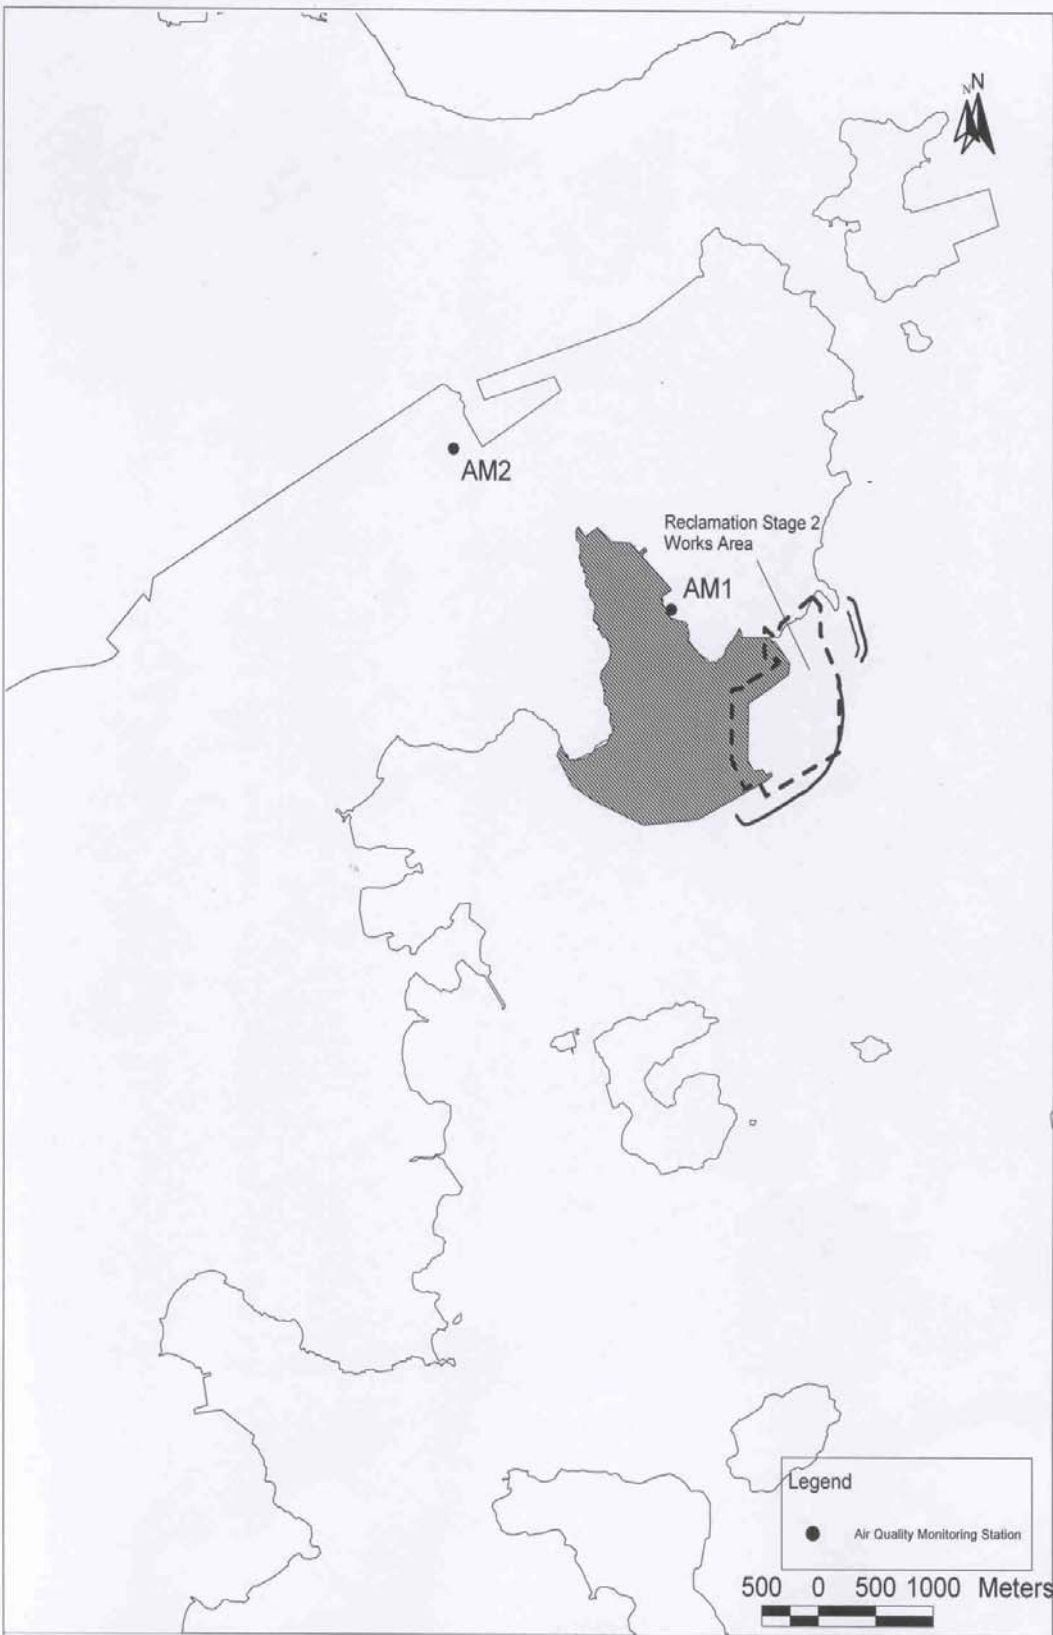 N N
AM2
Reclamation Stage 2
Works Area
AM1
Legend
Air Quality Monitoring Station
500 0 500 1000 Meters